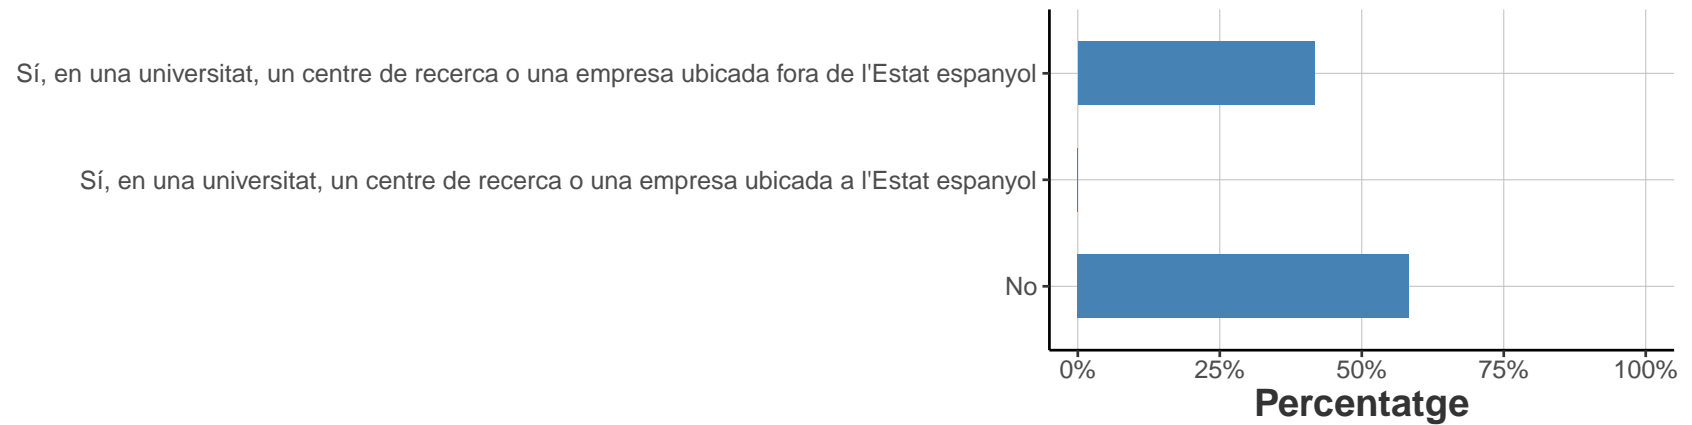 Sí, en una universitat, un centre de recerca o una empresa ubicada fora de l'Estat espanyol
Sí, en una universitat, un centre de recerca o una empresa ubicada a l'Estat espanyol
No
0% 25% 50% 75% 100%
Percentatge